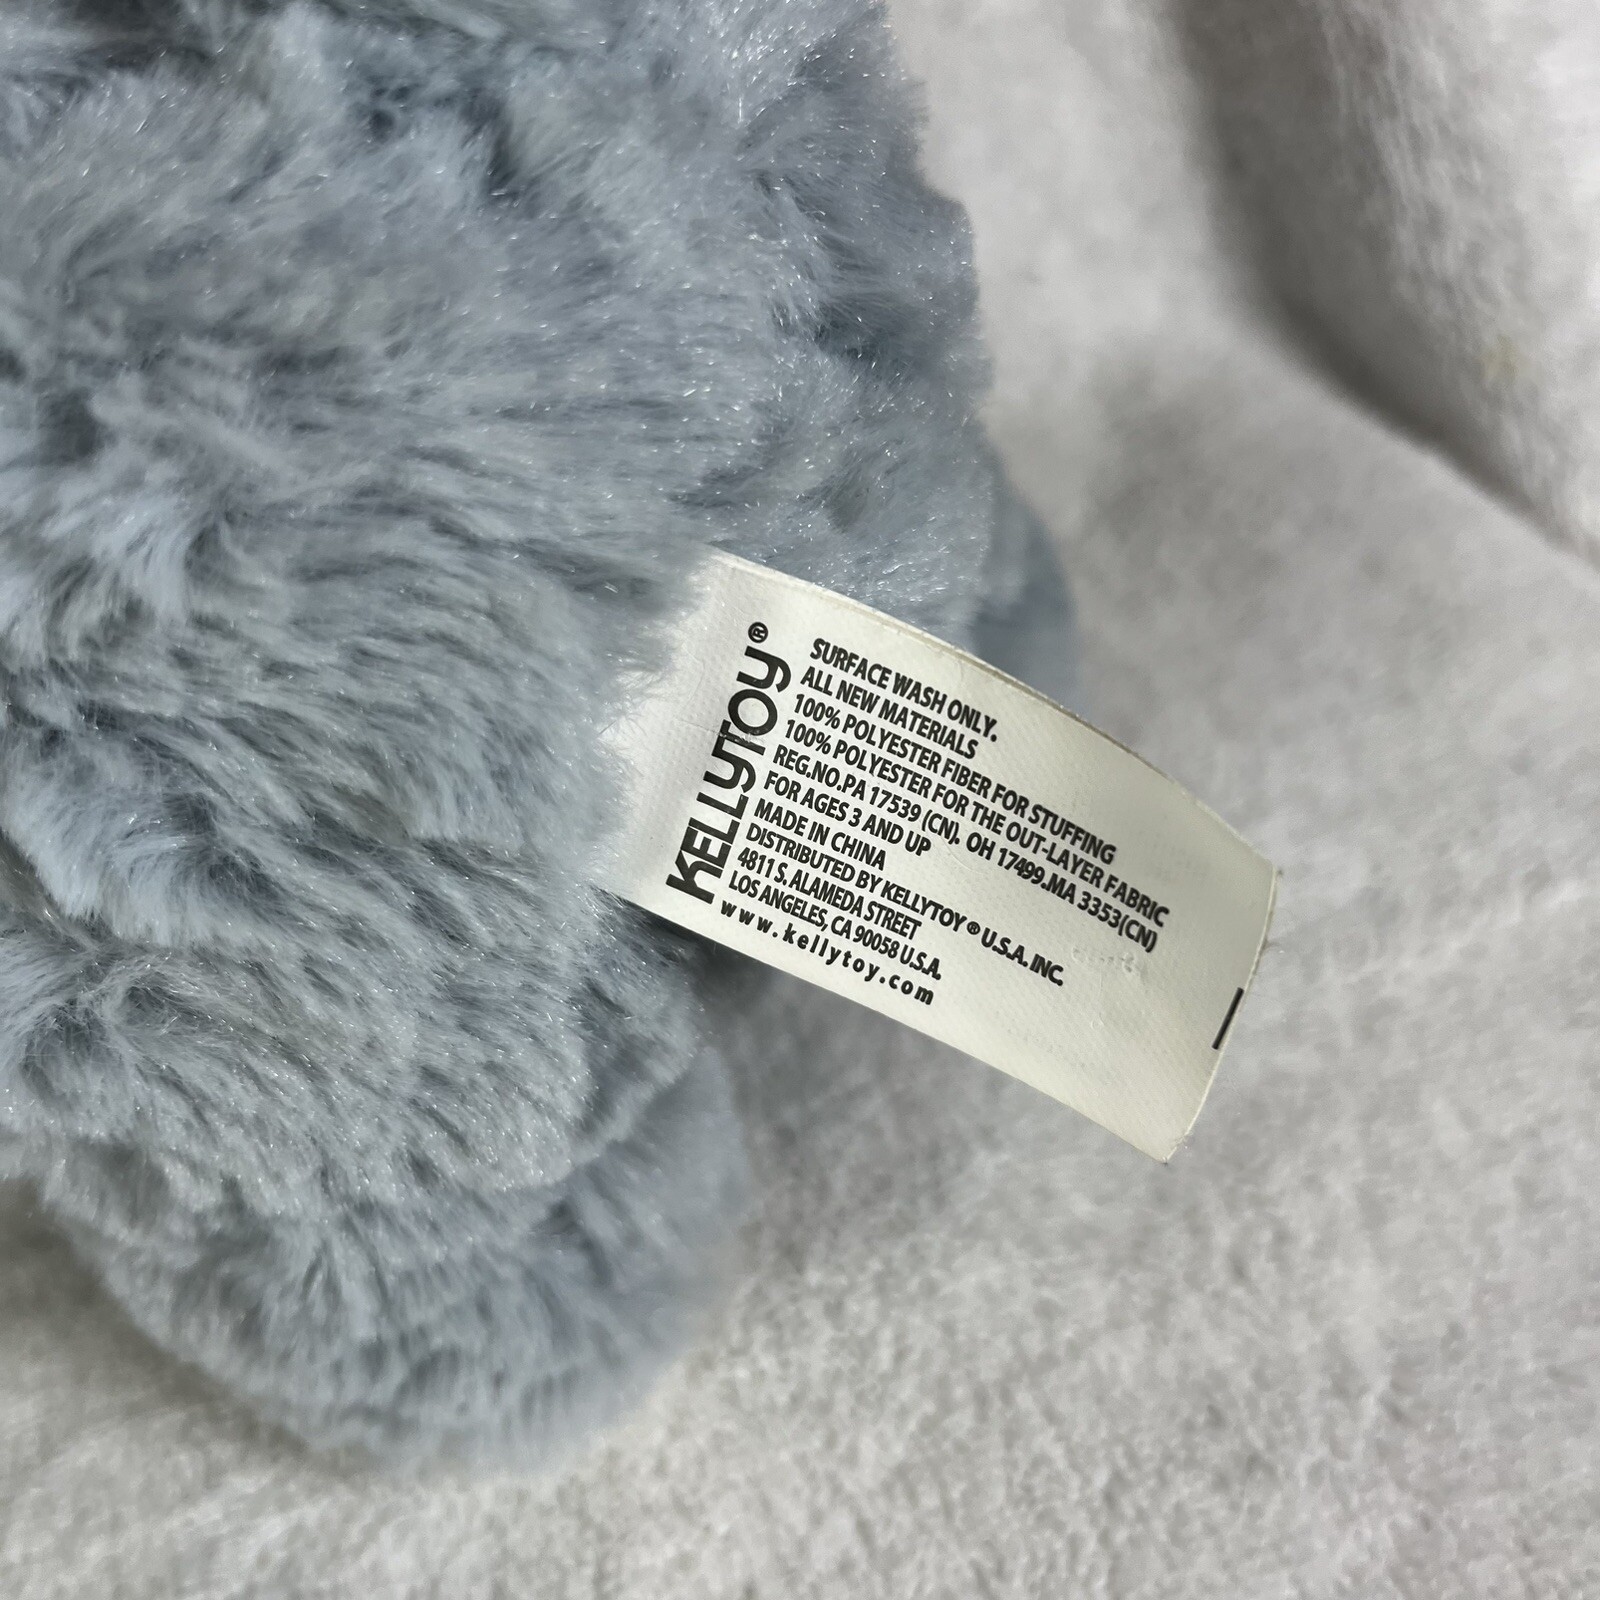 KELLYTOY®
SURFACE WASH ONLY.
ALL NEW MATERIALS
100% POLYESTER FIBER FOR STUFFING
100% POLYESTER FOR THE OUT-LAYER FABRIC
REG.NO.PA 17539 (CN). OH 17499.MA 3353(CN)
FOR AGES 3 AND UP
MADE IN CHINA
DISTRIBUTED BY KELLYTOY® U.S.A. INC.
4811 S. ALAMEDA STREET
LOS ANGELES, CA 90058 U.S.A.
www.kellytoy.com